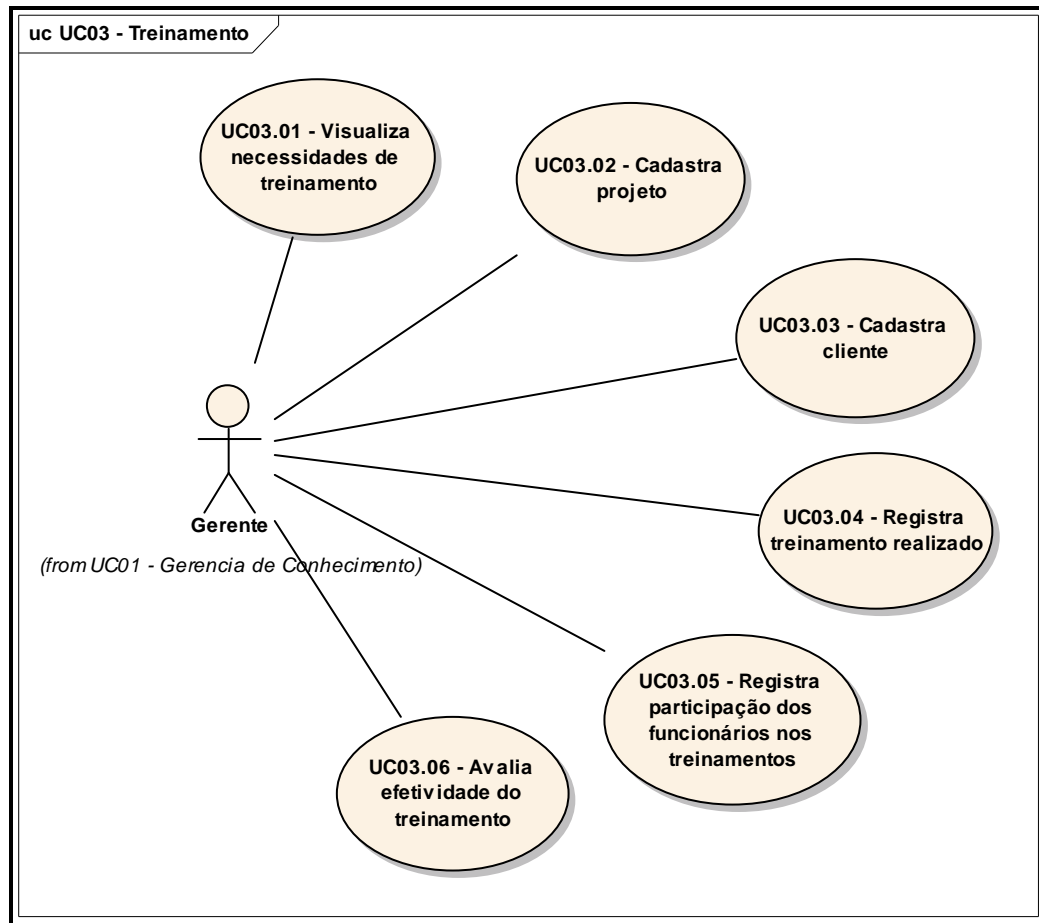 uc UC03 - Treinamento
UC03.01 - Visualiza
necessidades de
treinamento
UC03.02 - Cadastra
projeto
UC03.03 - Cadastra
cliente
Gerente
(from UC01 - Gerencia de Conhecimento)
UC03.04 - Registra
treinamento realizado
UC03.05 - Registra
participação dos
funcionários nos
treinamentos
UC03.06 - Avalia
efetividade do
treinamento